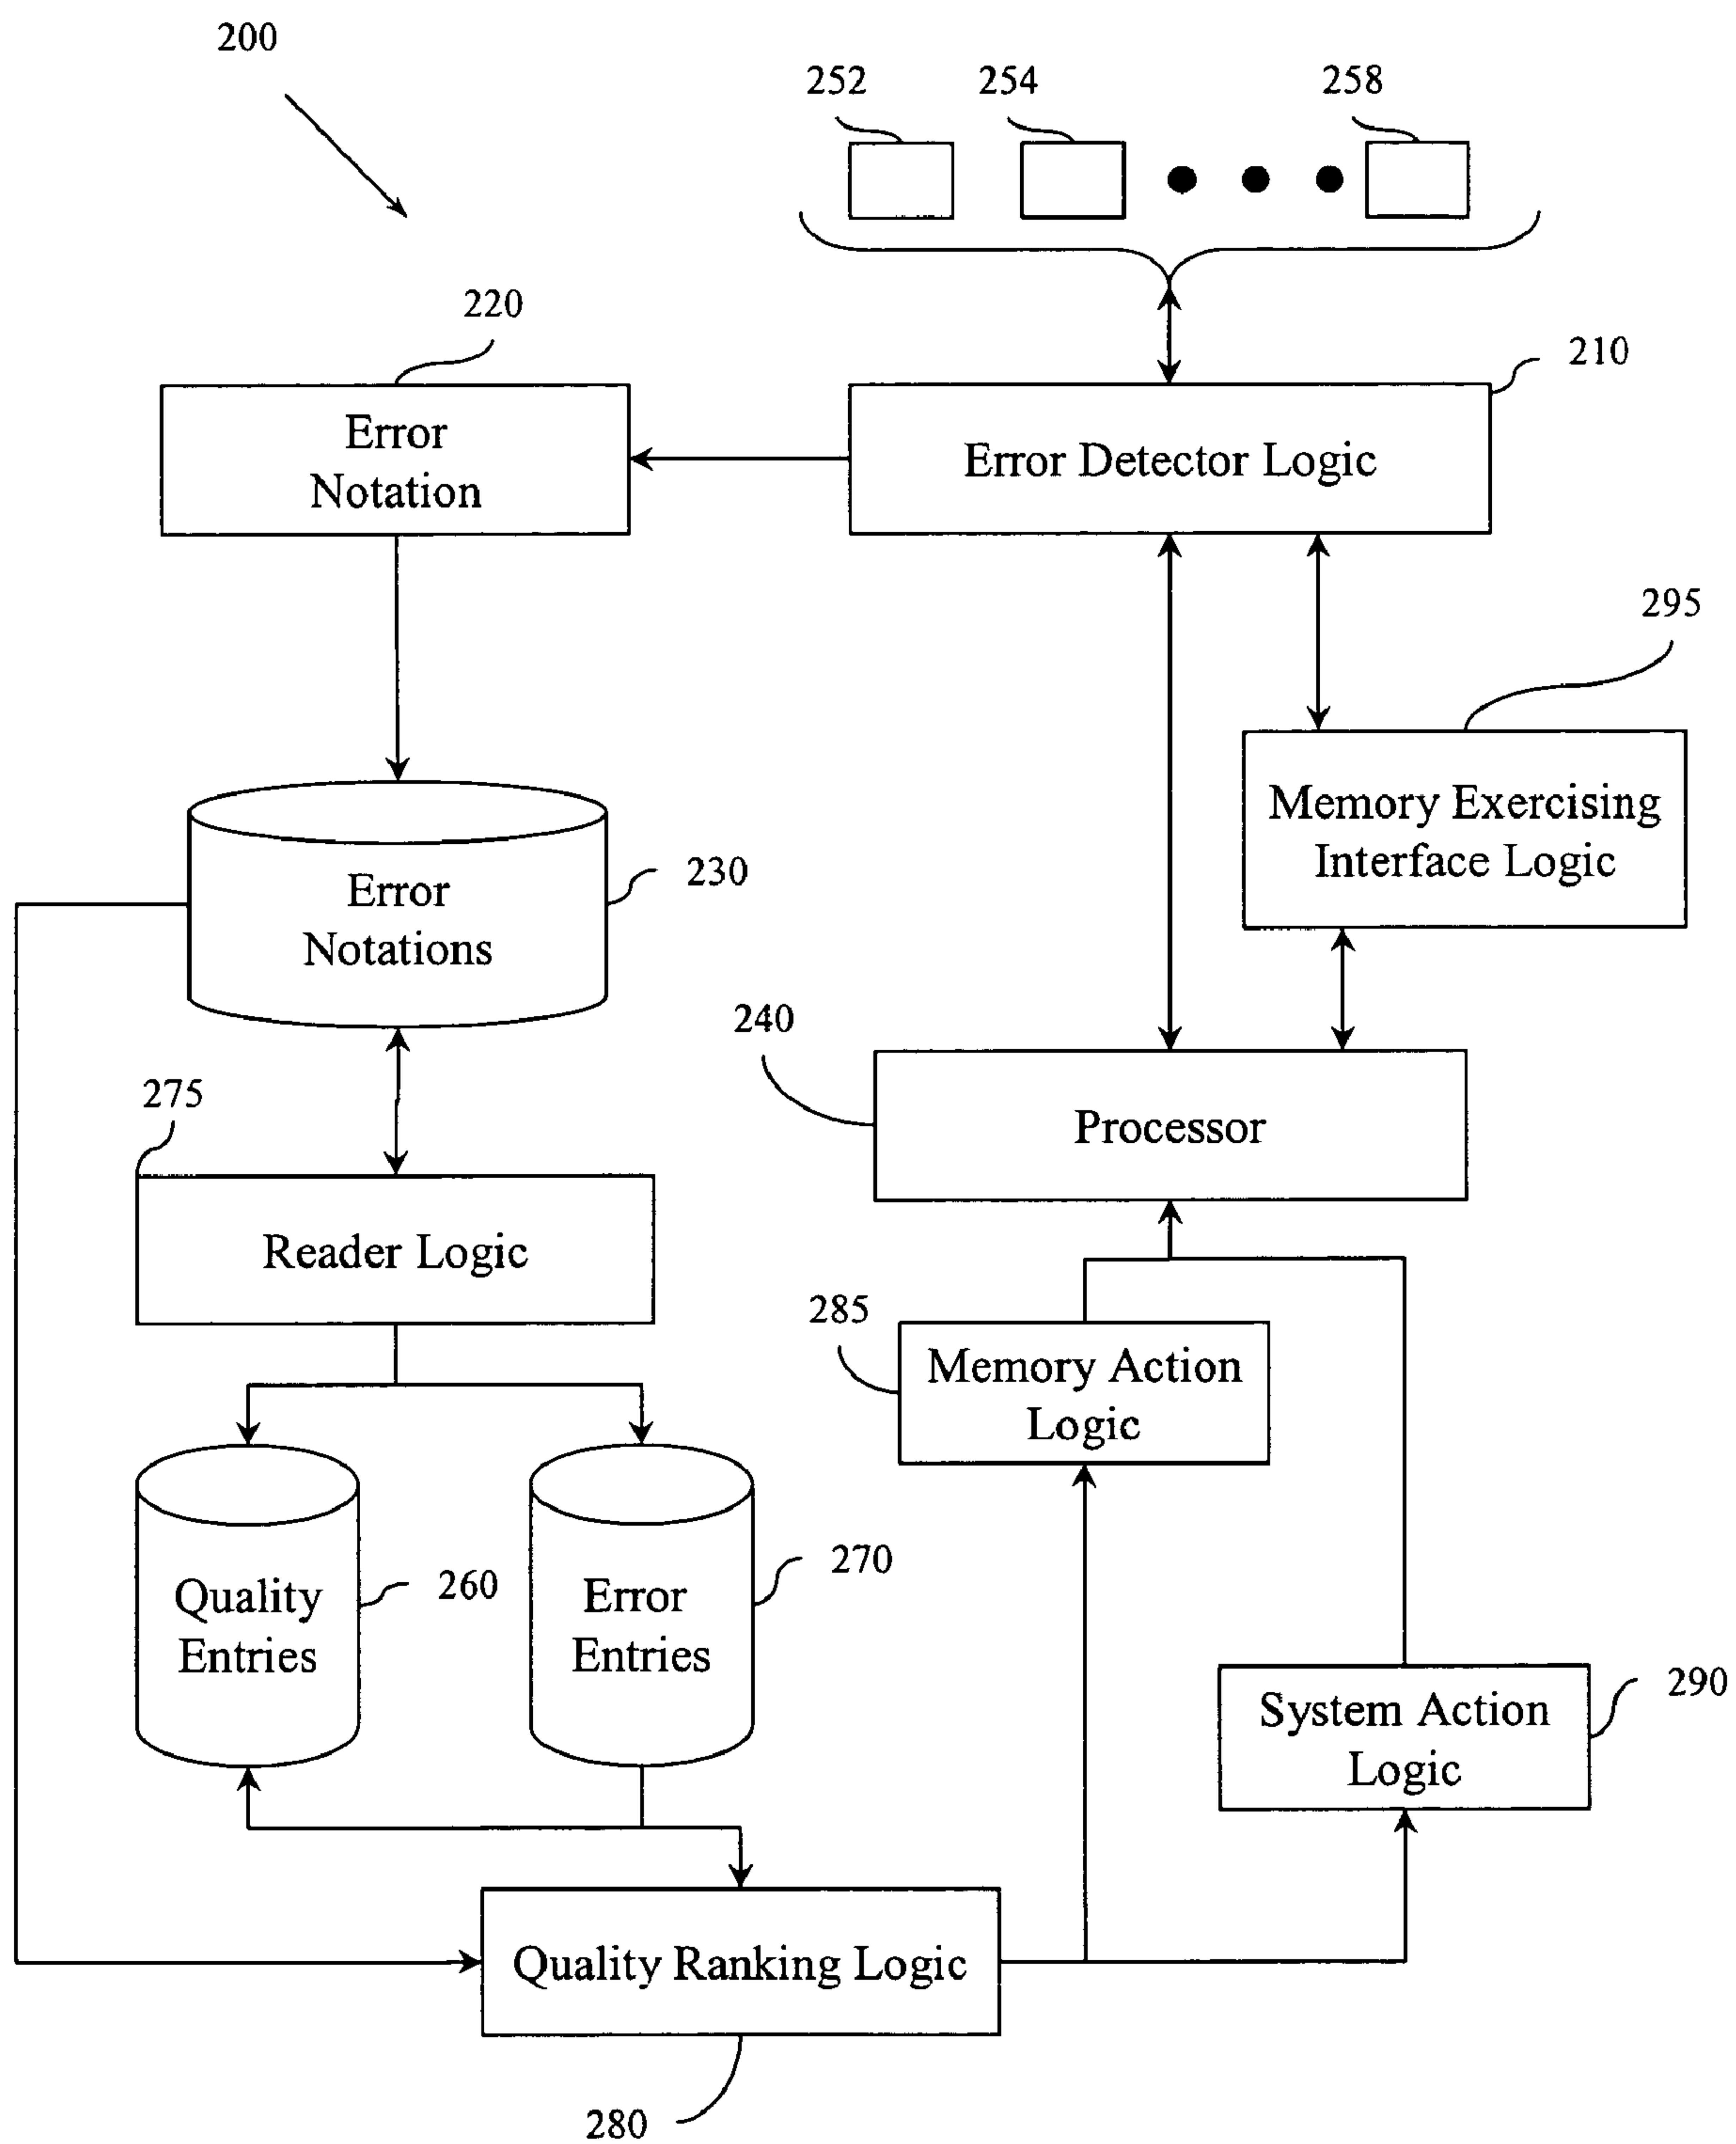 200
252
254
258
220
210
Error
Notation
Error Detector Logic
295
Memory Exercising
Interface Logic
230
Error
Notations
240
275
Processor
Reader Logic
285
Memory Action
Logic
270
260
Quality
Entries
Error
Entries
290
System Action
Logic
Quality Ranking Logic
280